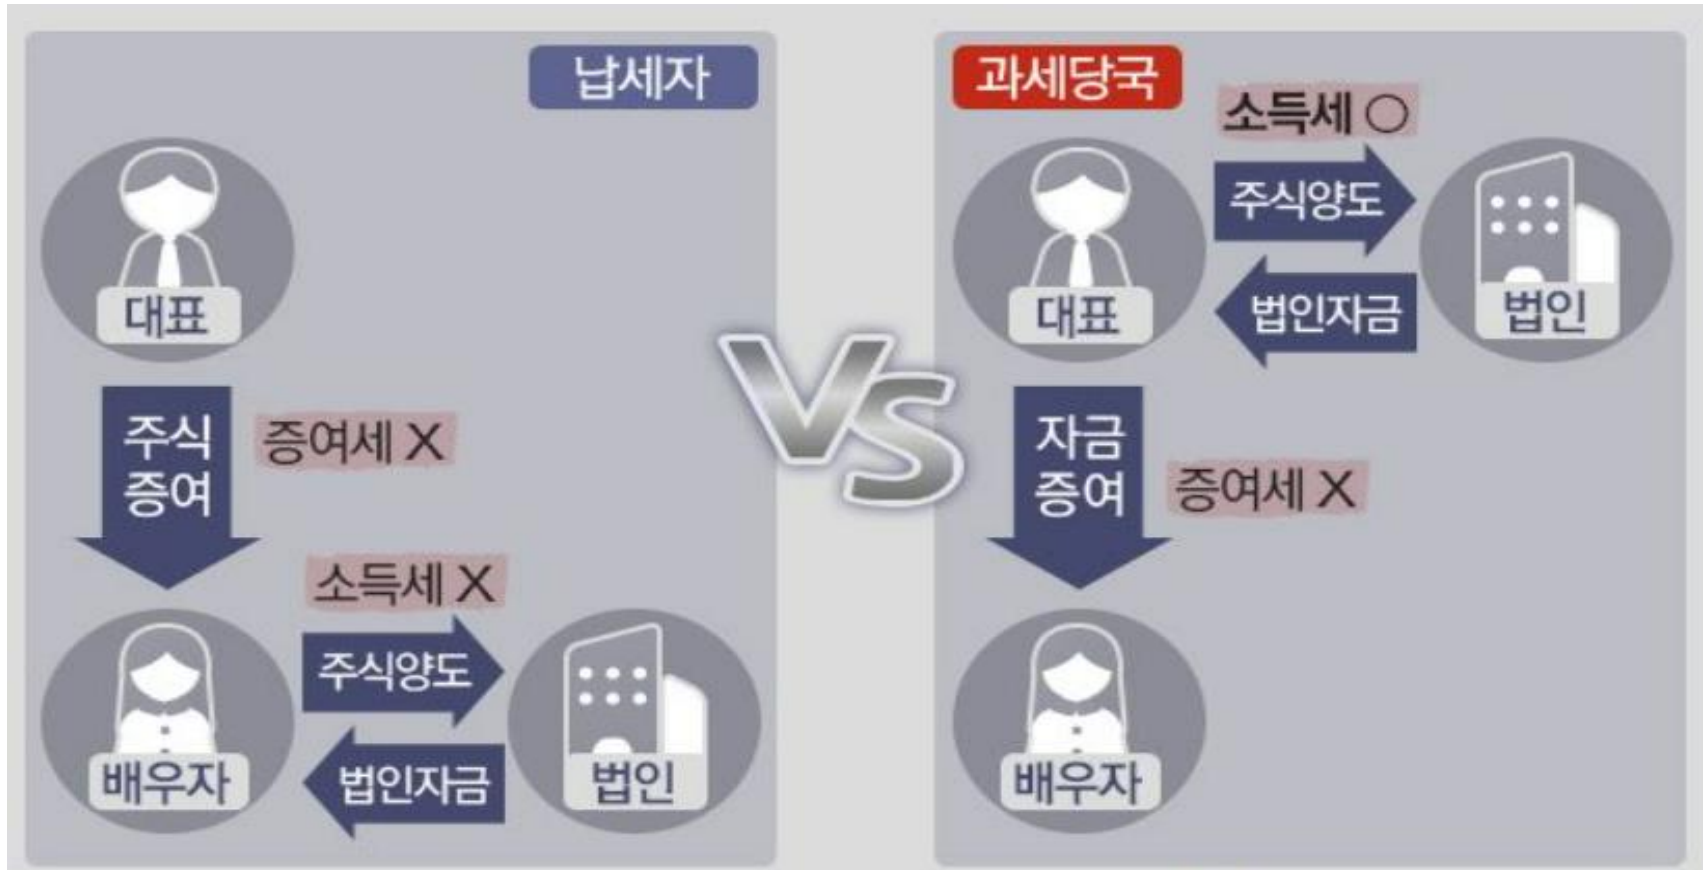 납세자
대표
주식
증여
증여세 X
소득세 X
주식양도
법인자금
배우자
법인
VS
과세당국
소득세 ○
주식양도
법인자금
대표
법인
자금
증여
증여세 X
배우자